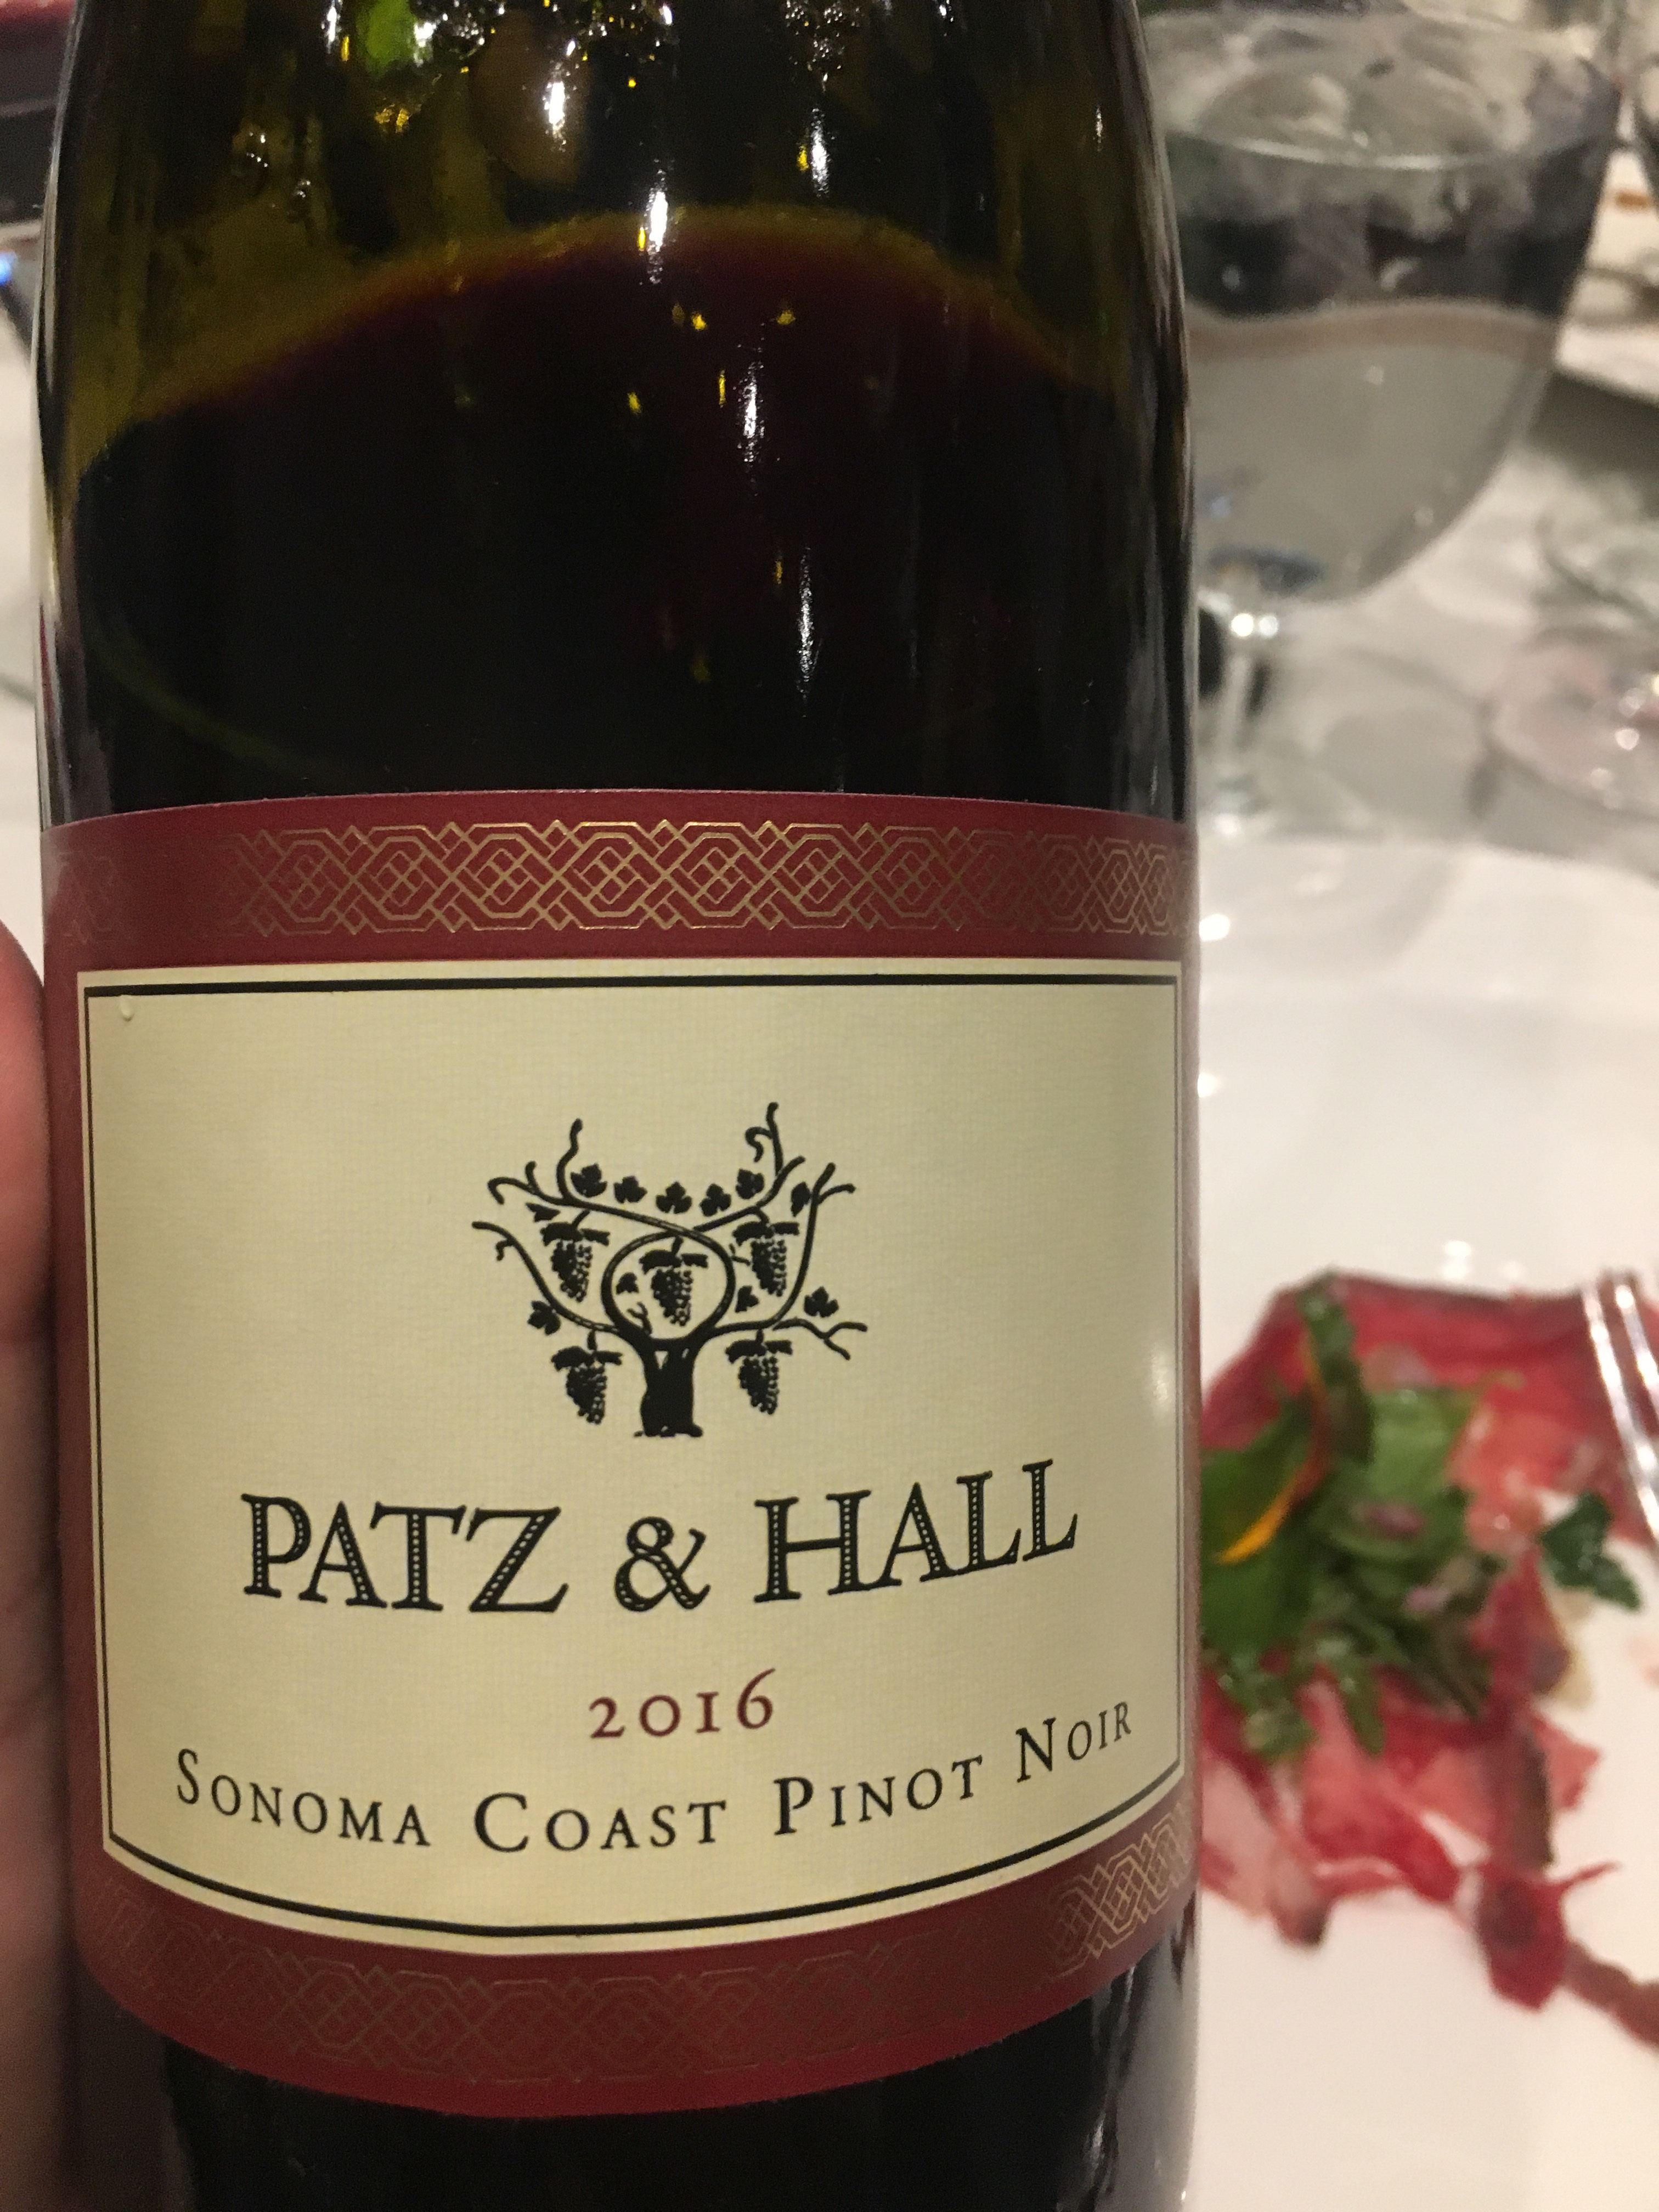 PATZ & HALL
2016
SONOMA COAST PINOT NOIR